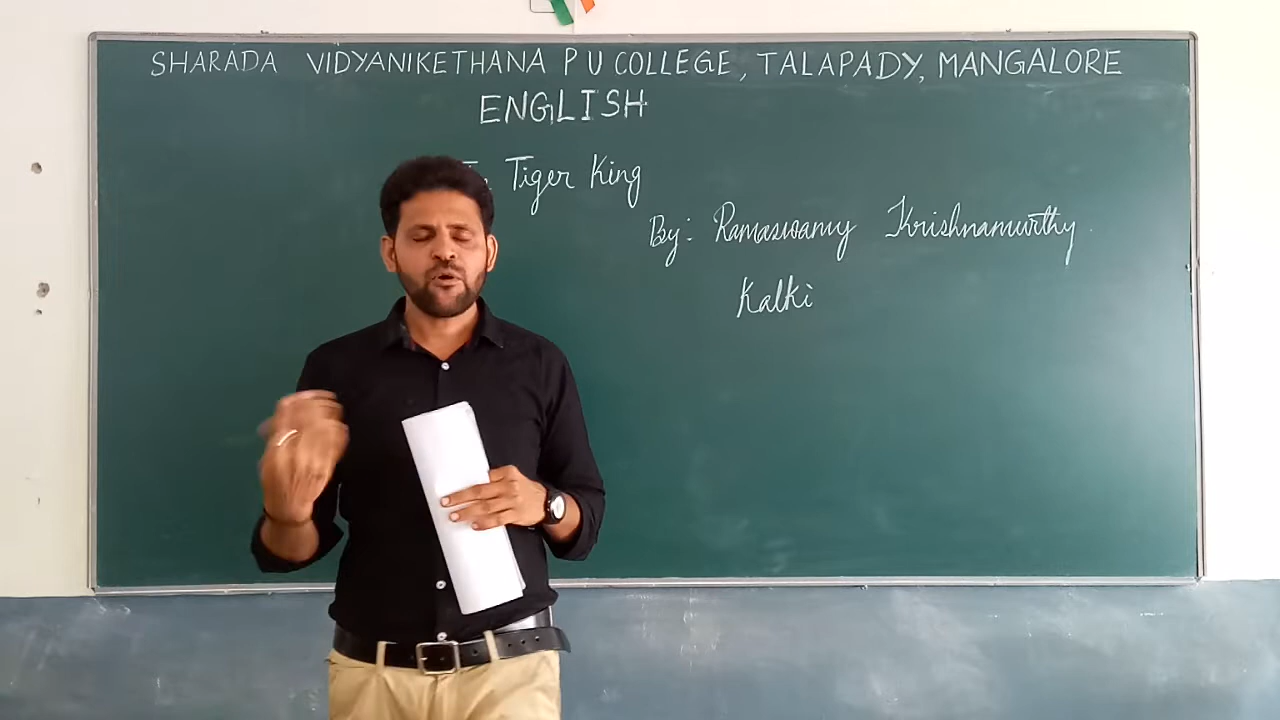 SHARADA VIDYANIKETHANA P U COLLEGE, TALAPADY, MANGALORE
ENGLISH
Tiger King
By: Ramaswamy Krishnamurthy.
Kalki